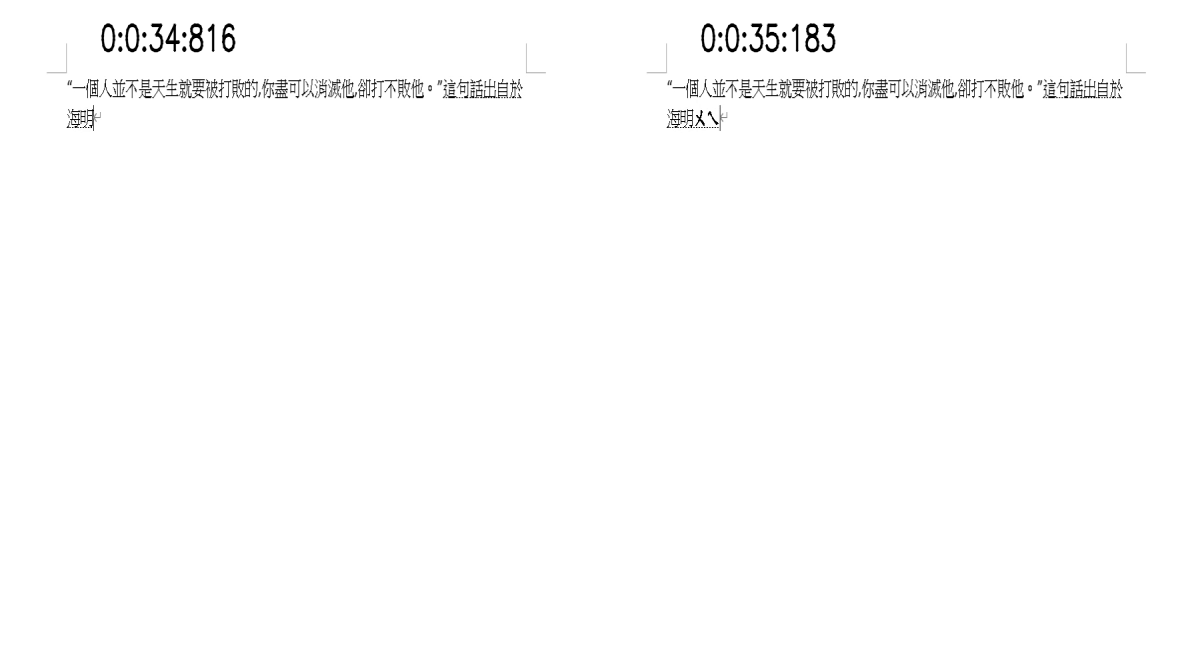 0:0:34:816
“一個人並不是天生就要被打敗的,你盡可以消滅他,卻打不敗他。”這句話出自於
海明
0:0:35:183
“一個人並不是天生就要被打敗的,你盡可以消滅他,卻打不敗他。”這句話出自於
海明ㄨㄟ